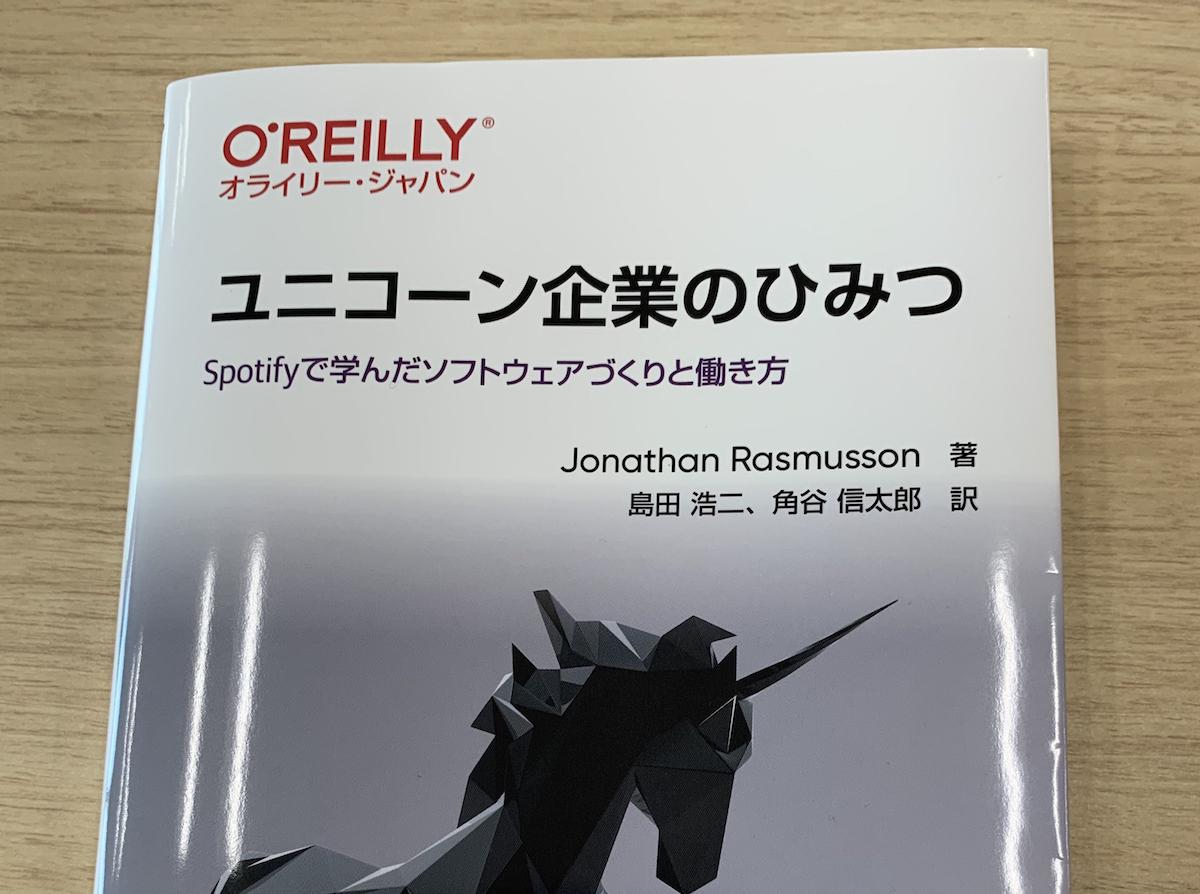 O'REILLY®
オライリー・ジャパン
ユニコーン企業のひみつ
Spotifyで学んだソフトウェアづくりと働き方
Jonathan Rasmusson 著
島田 浩二、角谷 信太郎 訳